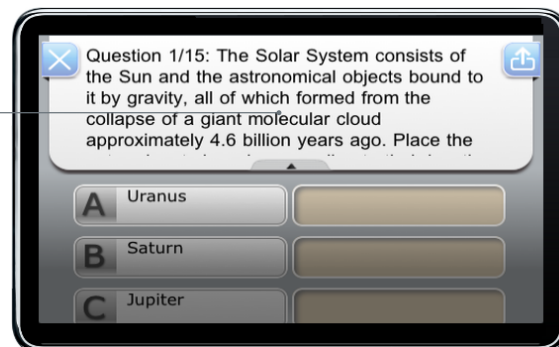 Question 1/15: The Solar System consists of
the Sun and the astronomical objects bound to
it by gravity, all of which formed from the
collapse of a giant molecular cloud
approximately 4.6 billion years ago. Place the
A Uranus
B Saturn
C Jupiter